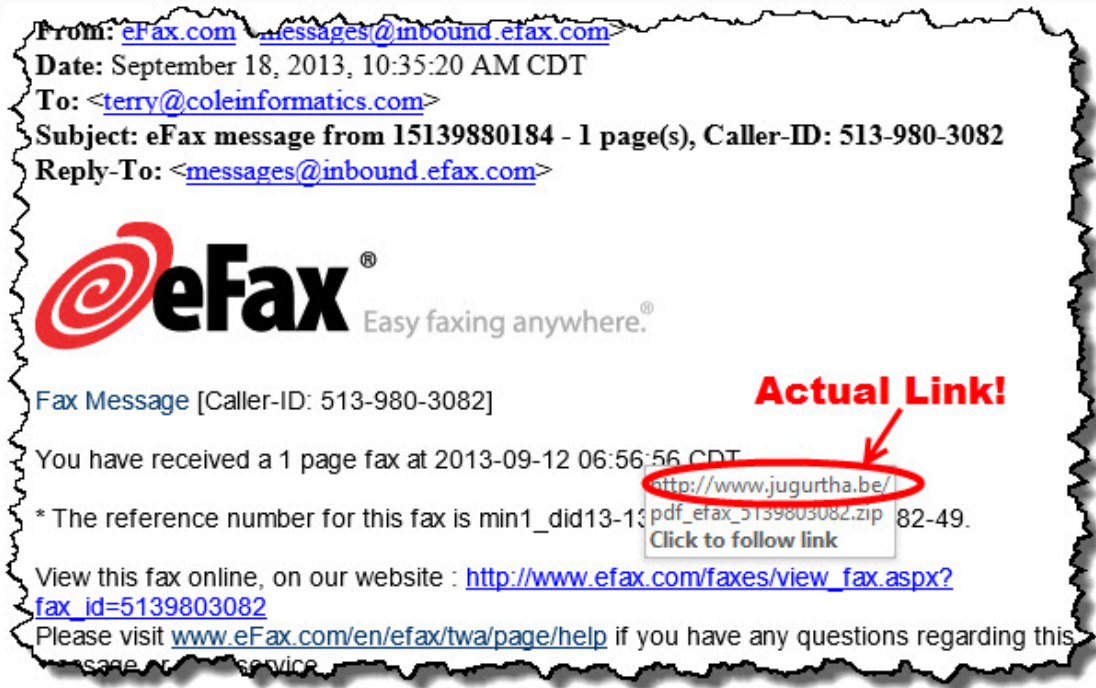 From: eFax.com messages@inbound.efax.com>
Date: September 18, 2013, 10:35:20 AM CDT
To: <terry@coleinformatics.com>
Subject: eFax message from 15139880184 - 1 page(s), Caller-ID: 513-980-3082
Reply-To: <messages@inbound.efax.com>
eFax®
Easy faxing anywhere.®
Actual Link!
Fax Message [Caller-ID: 513-980-3082]
You have received a 1 page fax at 2013-09-12 06:56:56 CDT
http://www.jugurtha.be/
pdf_efax_5139803082.zip
Click to follow link
* The reference number for this fax is min1_did13-13 82-49.
View this fax online, on our website : http://www.efax.com/faxes/view_fax.aspx?
fax_id=5139803082
Please visit www.eFax.com/en/efax/twa/page/help if you have any questions regarding this
message or service